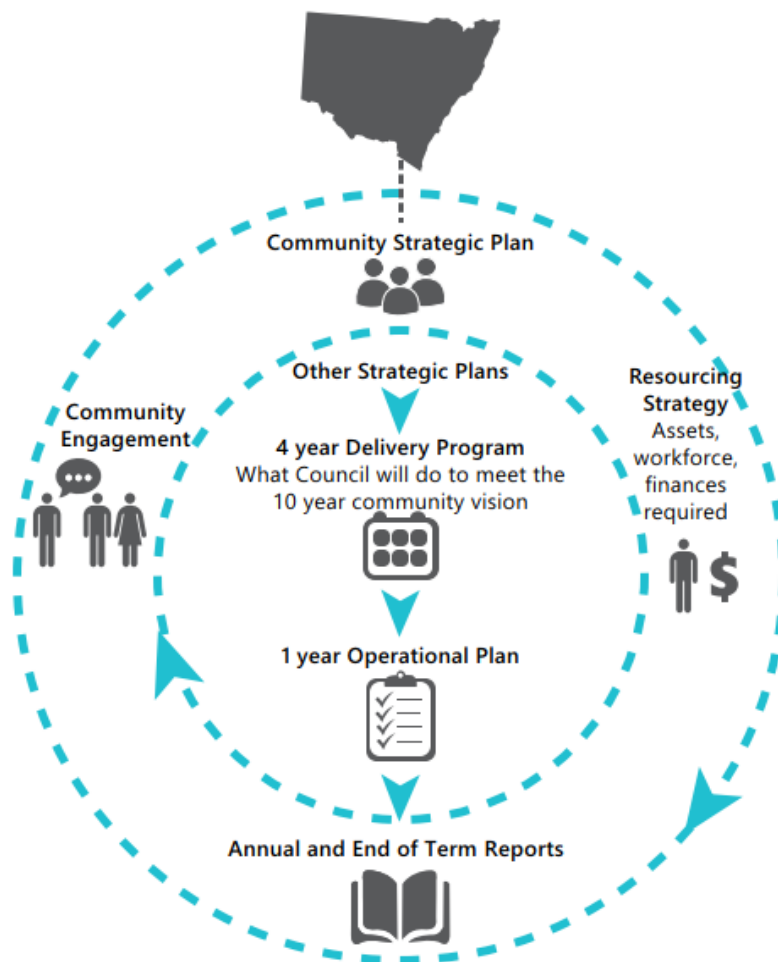 Community Strategic Plan
Other Strategic Plans
Community
Engagement
Resourcing
Strategy
Assets,
workforce,
finances
required
4 year Delivery Program
What Council will do to meet the
10 year community vision
$
1 year Operational Plan
Annual and End of Term Reports